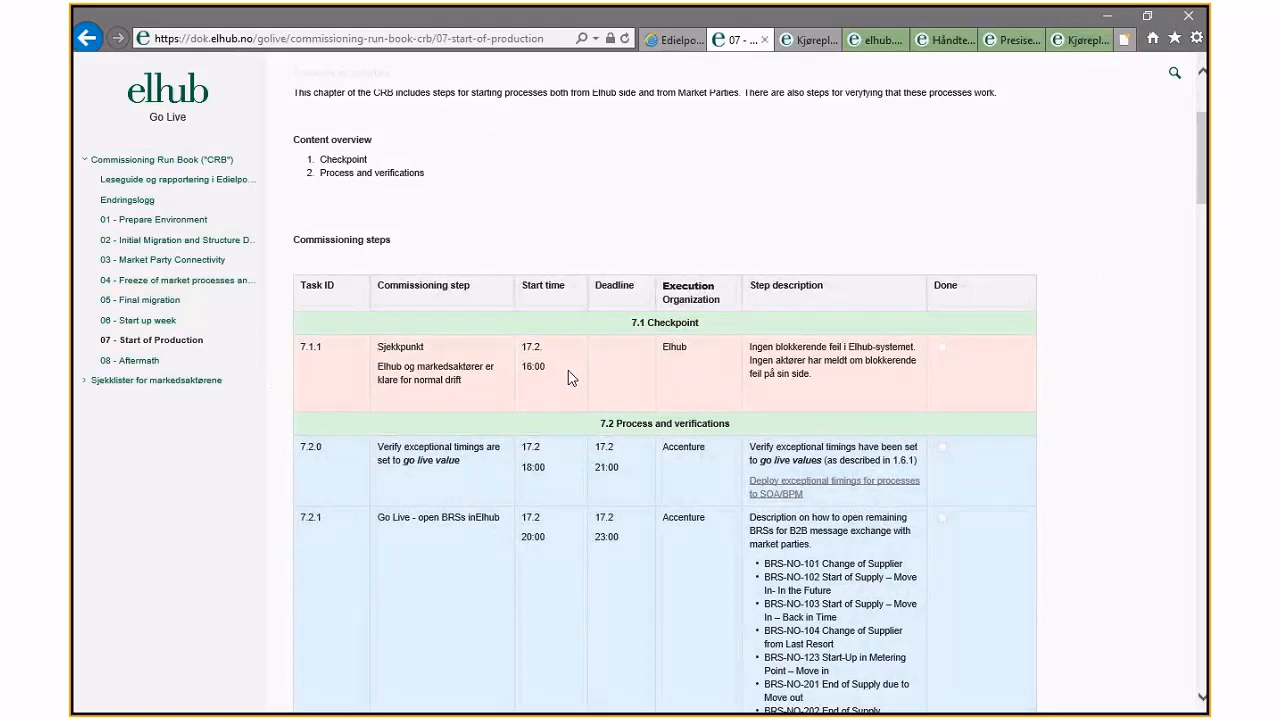 https://dok.elhub.no/golive/commissioning-run-book-crb/07-start-of-production
Edielpo...
07 - ...
Kjørepl...
elhub....
Håndte...
Presise...
Kjørepl...
elhub
Go Live
Commissioning Run Book ("CRB")
Leseguide og rapportering i Edielpo...
Endringslogg
01 - Prepare Environment
02 - Initial Migration and Structure D...
03 - Market Party Connectivity
04 - Freeze of market processes an...
05 - Final migration
06 - Start up week
07 - Start of Production
08 - Aftermath
Sjekklister for markedsaktørene
This chapter of the CRB includes steps for starting processes both from Elhub side and from Market Parties. There are also steps for veryfying that these processes work.
Content overview
1. Checkpoint
2. Process and verifications
Commissioning steps
Task ID
Commissioning step
Start time
Deadline
Execution
Organization
Step description
Done
7.1 Checkpoint
7.1.1
Sjekkpunkt
Elhub og markedsaktører er
klare for normal drift
17.2.
16:00
Elhub
Ingen blokkerende feil i Elhub-systemet.
Ingen aktører har meldt om blokkerende
feil på sin side.
7.2 Process and verifications
7.2.0
Verify exceptional timings are
set to go live value
17.2
18:00
17.2
21:00
Accenture
Verify exceptional timings have been set
to go live values (as described in 1.6.1)
Deploy exceptional timings for processes
to SOA/BPM
7.2.1
Go Live - open BRSs inElhub
17.2
20:00
17.2
23:00
Accenture
Description on how to open remaining
BRSs for B2B message exchange with
market parties.
• BRS-NO-101 Change of Supplier
• BRS-NO-102 Start of Supply – Move
In- In the Future
• BRS-NO-103 Start of Supply – Move
In – Back in Time
• BRS-NO-104 Change of Supplier
from Last Resort
• BRS-NO-123 Start-Up in Metering
Point – Move in
• BRS-NO-201 End of Supply due to
Move out
• BRS-NO-202 End of Supply